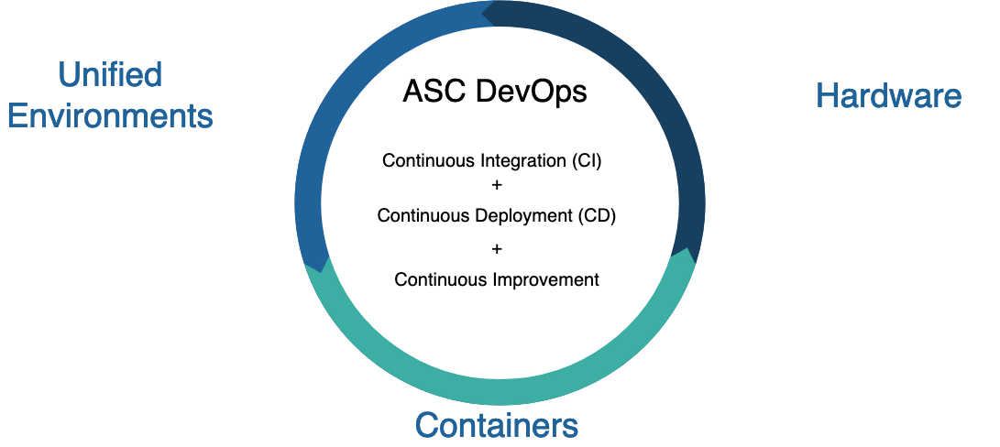 Unified
Environments
ASC DevOps
Hardware
Continuous Integration (CI)
+
Continuous Deployment (CD)
+
Continuous Improvement
Containers